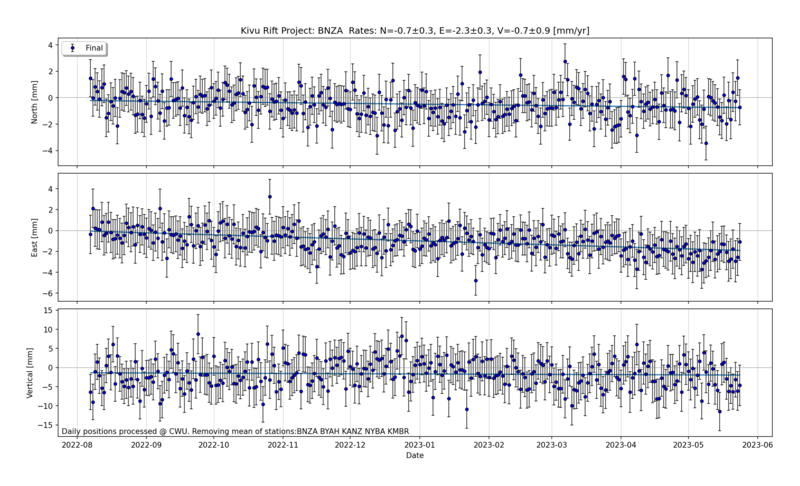 Kivu Rift Project: BNZA Rates: N=-0.7±0.3, E=-2.3±0.3, V=-0.7±0.9 [mm/yr]
Final
North [mm]
4
2
0
−2
−4
East [mm]
4
2
0
−2
−4
−6
Vertical [mm]
15
10
5
0
−5
−10
−15
Daily positions processed @ CWU. Removing mean of stations:BNZA BYAH KANZ NYBA KMBR
2022-08 2022-09 2022-10 2022-11 2022-12 2023-01 2023-02 2023-03 2023-04 2023-05 2023-06
Date